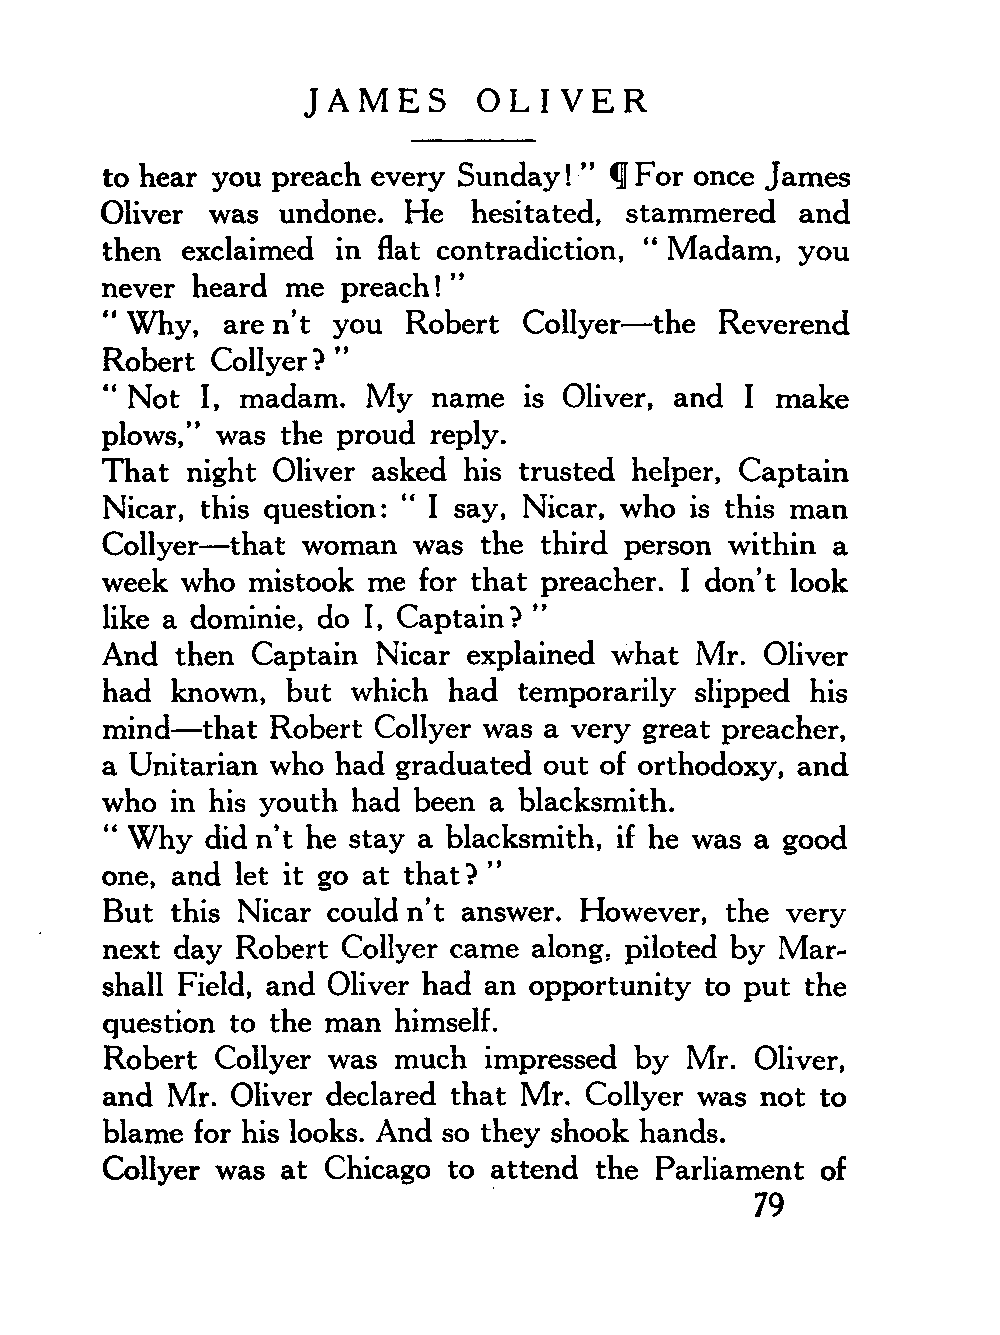 JAMES OLIVER
to hear you preach every Sunday!" ¶ For once James
Oliver was undone. He hesitated, stammered and
then exclaimed in flat contradiction, " Madam, you
never heard me preach!"
" Why, are n't you Robert Collyer—the Reverend
Robert Collyer?"
" Not I, madam. My name is Oliver, and I make
plows," was the proud reply.
That night Oliver asked his trusted helper, Captain
Nicar, this question: " I say, Nicar, who is this man
Collyer—that woman was the third person within a
week who mistook me for that preacher. I don't look
like a dominie, do I, Captain?"
And then Captain Nicar explained what Mr. Oliver
had known, but which had temporarily slipped his
mind—that Robert Collyer was a very great preacher,
a Unitarian who had graduated out of orthodoxy, and
who in his youth had been a blacksmith.
" Why did n't he stay a blacksmith, if he was a good
one, and let it go at that?"
But this Nicar could n't answer. However, the very
next day Robert Collyer came along, piloted by Mar-
shall Field, and Oliver had an opportunity to put the
question to the man himself.
Robert Collyer was much impressed by Mr. Oliver,
and Mr. Oliver declared that Mr. Collyer was not to
blame for his looks. And so they shook hands.
Collyer was at Chicago to attend the Parliament of
79